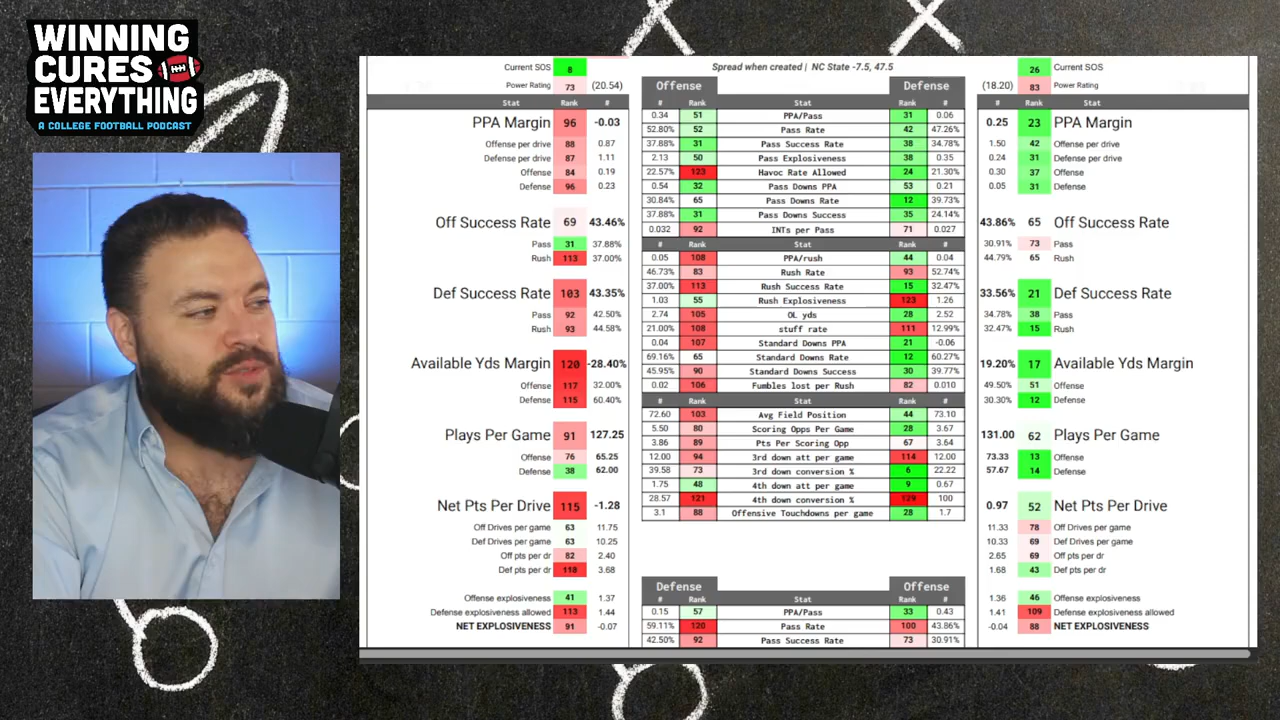 WINNING
CURES
EVERYTHING
A COLLEGE FOOTBALL PODCAST
Current SOS 8
Power Rating 73 (20.54)
Stat Rank #
PPA Margin 96 -0.03
Offense per drive 88 0.87
Defense per drive 87 1.11
Offense 84 0.19
Defense 96 0.23
Off Success Rate 69 43.46%
Pass 31 37.88%
Rush 113 37.00%
Def Success Rate 103 43.35%
Pass 92 42.50%
Rush 93 44.58%
Available Yds Margin 120 -28.40%
Offense 117 32.00%
Defense 115 60.40%
Plays Per Game 91 127.25
Offense 76 65.25
Defense 38 62.00
Net Pts Per Drive 115 -1.28
Off Drives per game 63 11.75
Def Drives per game 63 10.25
Off pts per dr 82 2.40
Def pts per dr 118 3.68
Offense explosiveness 41 1.37
Defense explosiveness allowed 113 1.44
NET EXPLOSIVENESS 91 -0.07
Spread when created | NC State -7.5, 47.5
Offense Defense
# Rank Stat Rank #
0.34 51 PPA/Pass 31 0.06
52.80% 52 Pass Rate 42 47.26%
37.88% 31 Pass Success Rate 38 34.78%
2.13 50 Pass Explosiveness 38 0.35
22.57% 123 Havoc Rate Allowed 24 21.30%
0.54 32 Pass Downs PPA 53 0.21
30.84% 65 Pass Downs Rate 12 39.73%
37.88% 31 Pass Downs Success 35 24.14%
0.032 92 INTs per Pass 71 0.027
# Rank Stat Rank #
0.05 108 PPA/rush 44 0.04
46.73% 83 Rush Rate 93 52.74%
37.00% 113 Rush Success Rate 15 32.47%
1.03 55 Rush Explosiveness 123 1.26
2.74 105 OL yds 28 2.52
21.00% 108 stuff rate 111 12.99%
0.04 107 Standard Downs PPA 21 -0.06
69.16% 65 Standard Downs Rate 12 60.27%
45.95% 90 Standard Downs Success 30 39.77%
0.02 106 Fumbles lost per Rush 82 0.010
# Rank Stat Rank #
72.60 103 Avg Field Position 44 73.10
5.50 80 Scoring Opps Per Game 28 3.67
3.86 89 Pts Per Scoring Opp 67 3.64
12.00 94 3rd down att per game 114 12.00
39.58 73 3rd down conversion % 6 22.22
1.75 48 4th down att per game 9 0.67
28.57 121 4th down conversion % 129 100
3.1 88 Offensive Touchdowns per game 28 1.7
Defense Offense
# Rank Stat Rank #
0.15 57 PPA/Pass 33 0.43
59.11% 120 Pass Rate 100 43.86%
42.50% 92 Pass Success Rate 73 30.91%
26 Current SOS
(18.20) 83 Power Rating
# Rank Stat
0.25 23 PPA Margin
1.50 42 Offense per drive
0.24 31 Defense per drive
0.30 37 Offense
0.05 31 Defense
43.86% 65 Off Success Rate
30.91% 73 Pass
44.79% 65 Rush
33.56% 21 Def Success Rate
34.78% 38 Pass
32.47% 15 Rush
19.20% 17 Available Yds Margin
49.50% 51 Offense
30.30% 12 Defense
131.00 62 Plays Per Game
73.33 13 Offense
57.67 14 Defense
0.97 52 Net Pts Per Drive
11.33 78 Off Drives per game
10.33 69 Def Drives per game
2.65 69 Off pts per dr
1.68 43 Def pts per dr
1.36 46 Offense explosiveness
1.41 109 Defense explosiveness allowed
-0.04 88 NET EXPLOSIVENESS